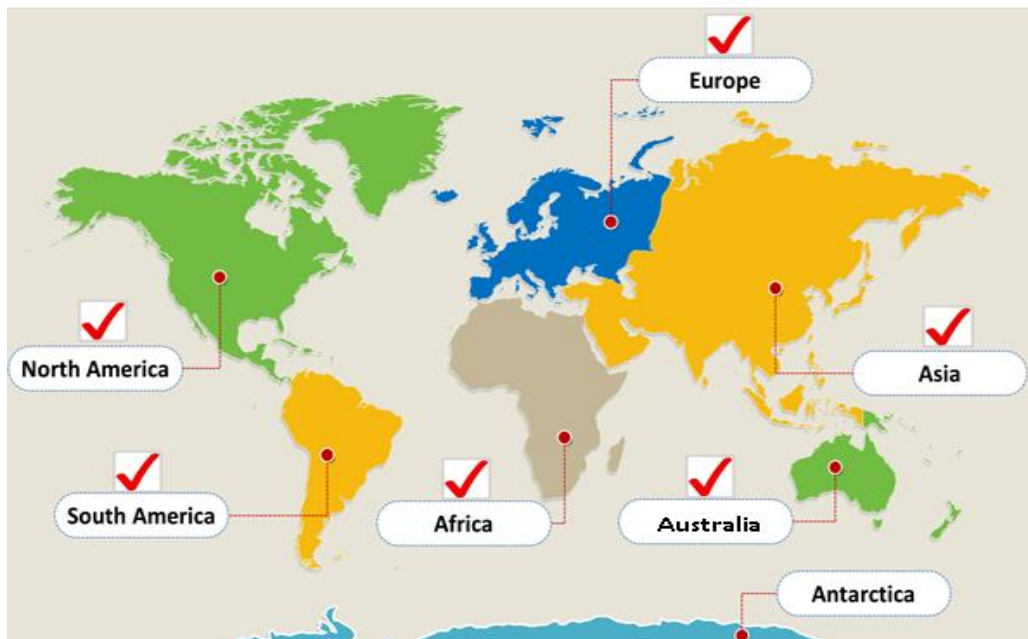 Europe
North America
Asia
South America
Africa
Australia
Antarctica